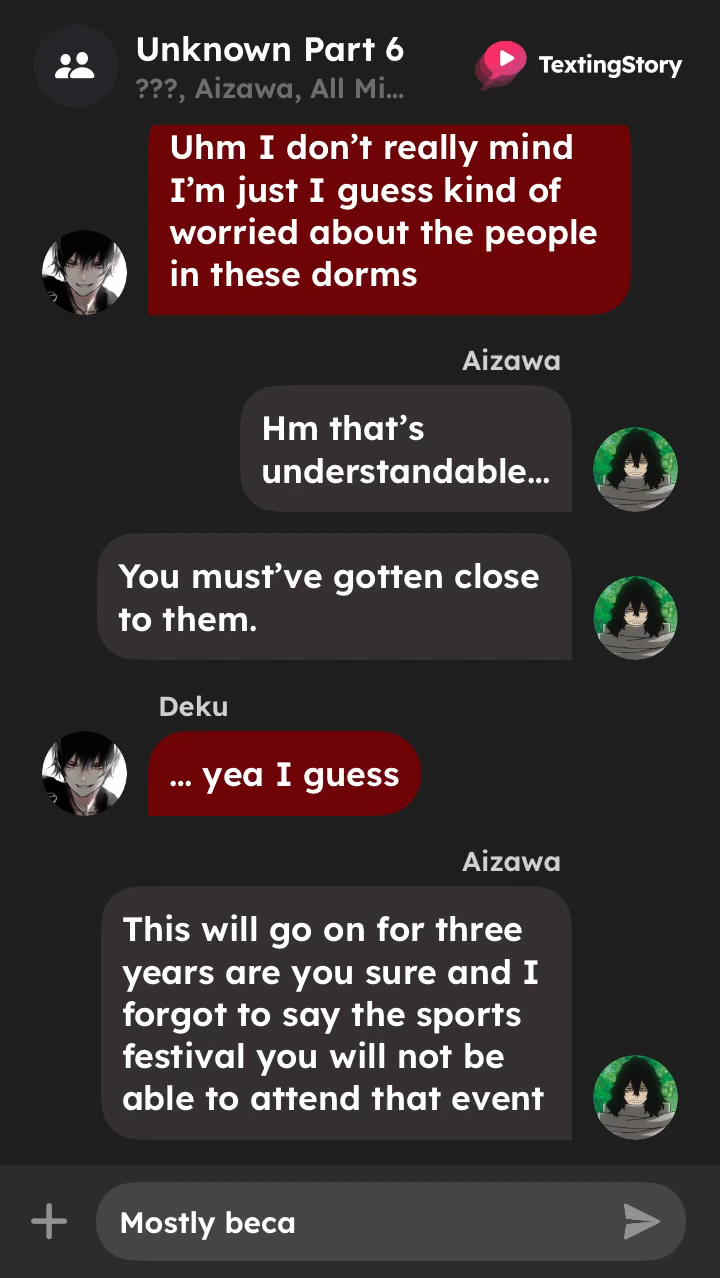 Unknown Part 6
???, Aizawa, All Mi...
TextingStory
Uhm I don’t really mind
I’m just I guess kind of
worried about the people
in these dorms
Aizawa
Hm that’s
understandable...
You must’ve gotten close
to them.
Deku
... yea I guess
Aizawa
This will go on for three
years are you sure and I
forgot to say the sports
festival you will not be
able to attend that event
Mostly beca